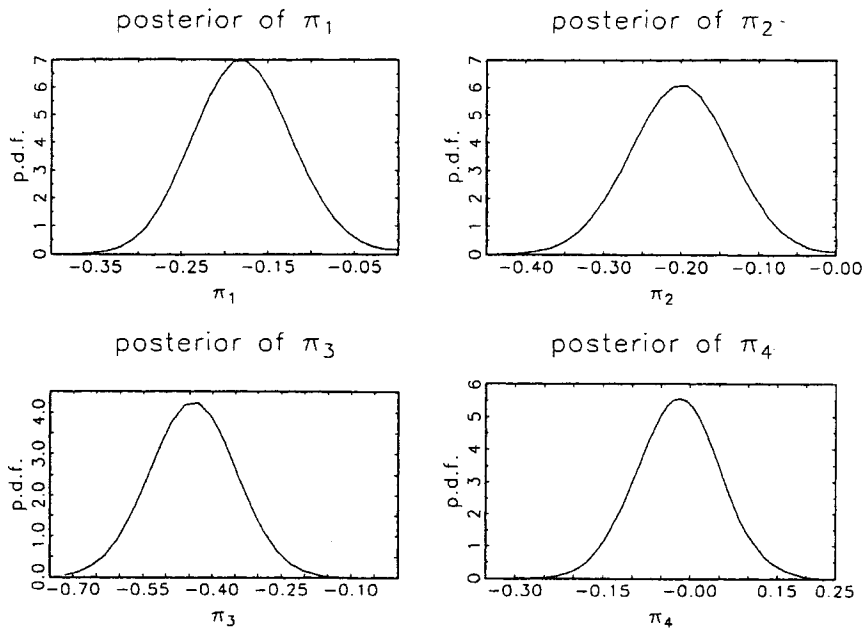 posterior of π1
7
6
5
4
3
2
1
0
p.d.f.
-0.35 -0.25 -0.15 -0.05
π1
posterior of π2
7
6
5
4
3
2
1
0
p.d.f.
-0.40 -0.30 -0.20 -0.10 -0.00
π2
posterior of π3
4.0
3.0
2.0
1.0
0.0
p.d.f.
-0.70 -0.55 -0.40 -0.25 -0.10
π3
posterior of π4
6
5
4
3
2
1
0
p.d.f.
-0.30 -0.15 -0.00 0.15 0.25
π4